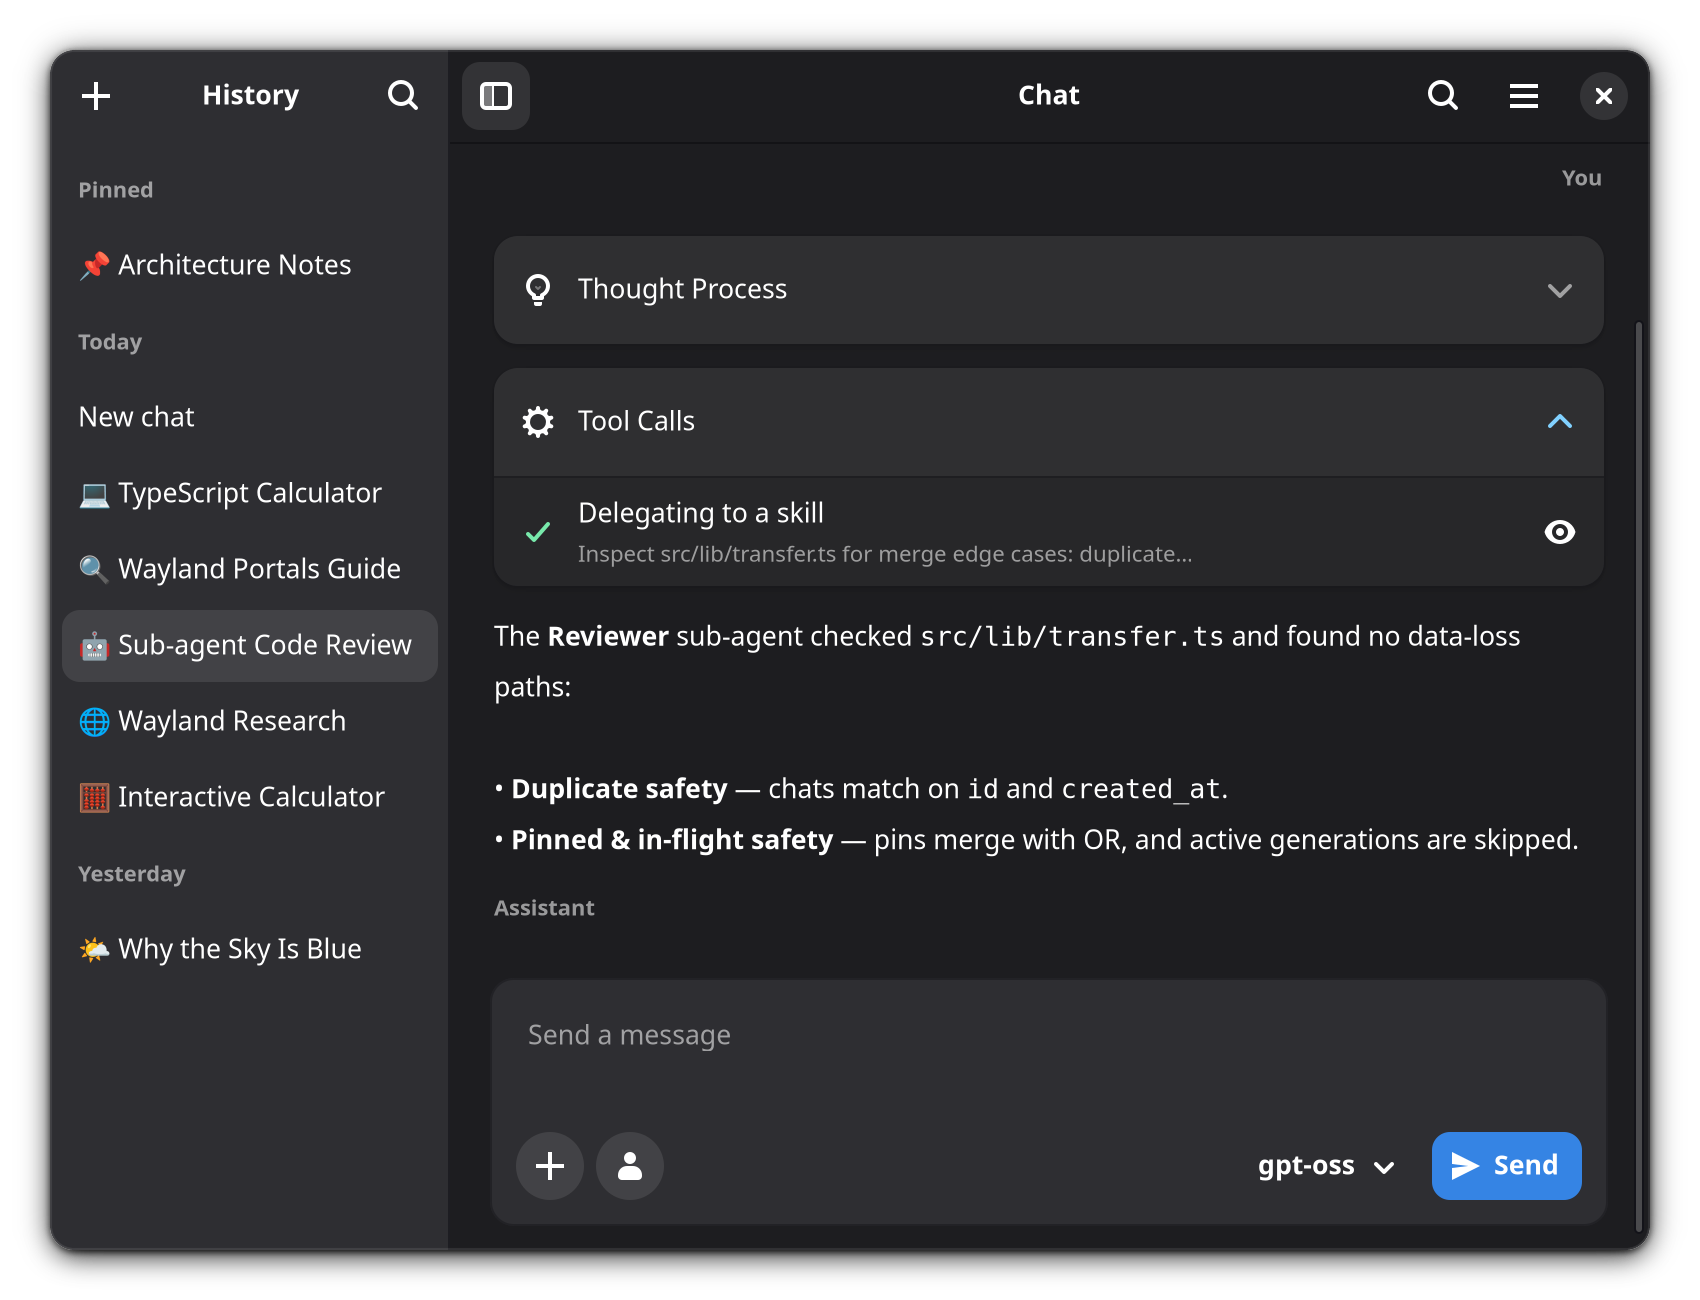 History
Pinned
📌 Architecture Notes
Today
New chat
💻 TypeScript Calculator
🔍 Wayland Portals Guide
🤖 Sub-agent Code Review
🌐 Wayland Research
🧮 Interactive Calculator
Yesterday
🌤️ Why the Sky Is Blue
Chat
You
Thought Process
Tool Calls
Delegating to a skill
Inspect src/lib/transfer.ts for merge edge cases: duplicate...
The Reviewer sub-agent checked src/lib/transfer.ts and found no data-loss
paths:
• Duplicate safety — chats match on id and created_at.
• Pinned & in-flight safety — pins merge with OR, and active generations are skipped.
Assistant
Send a message
gpt-oss
Send